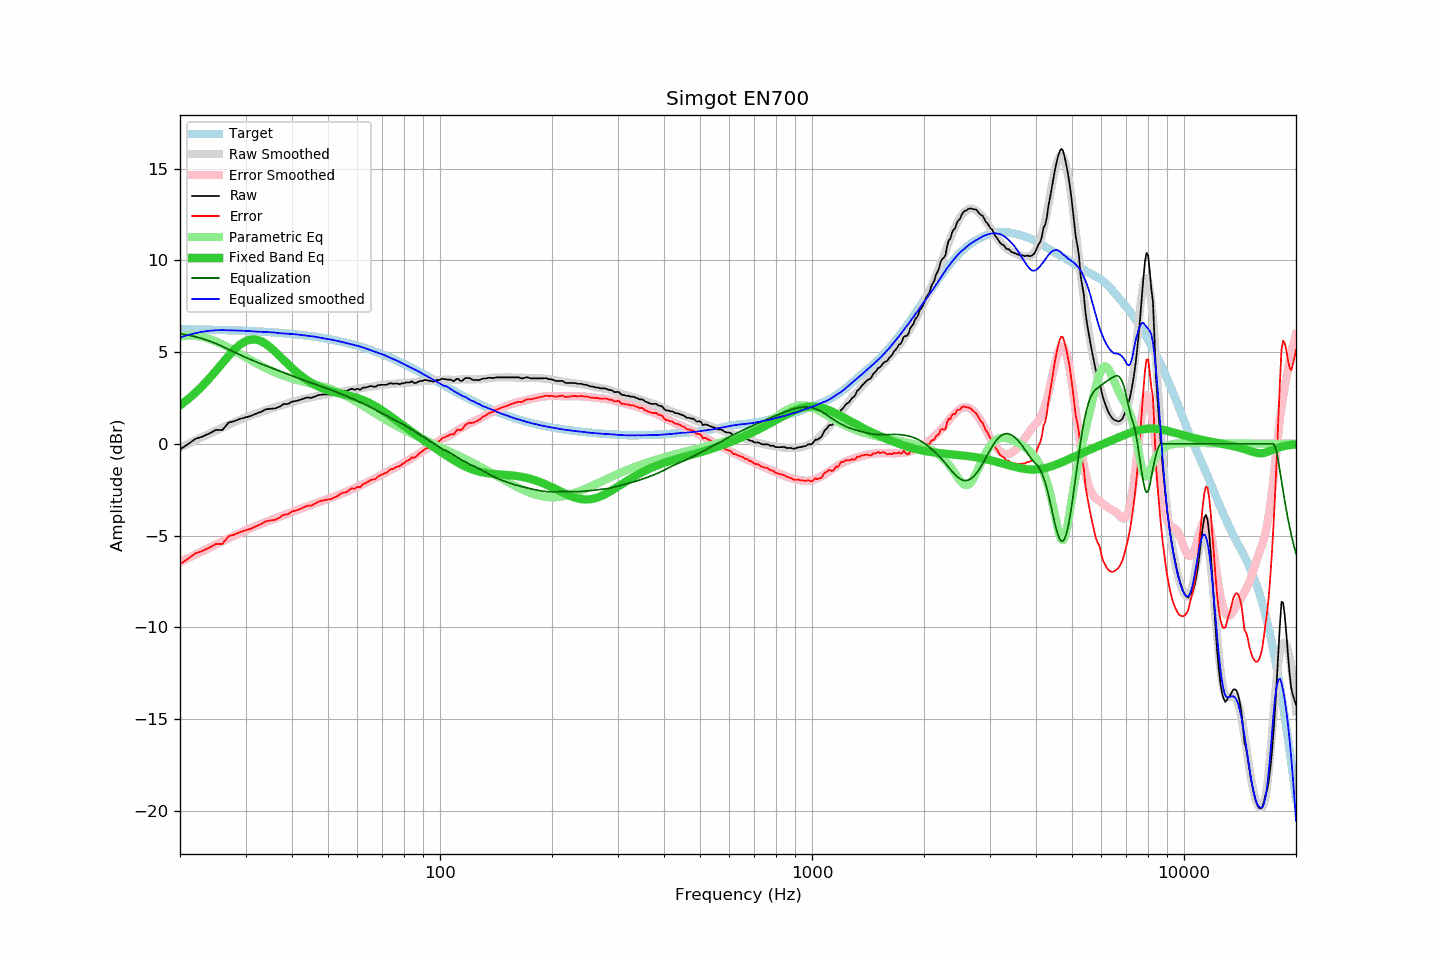 Simgot EN700
Target
Raw Smoothed
Error Smoothed
Raw
Error
Parametric Eq
Fixed Band Eq
Equalization
Equalized smoothed
15
10
5
0
−5
−10
−15
−20
Amplitude (dBr)
100
1000
10000
Frequency (Hz)